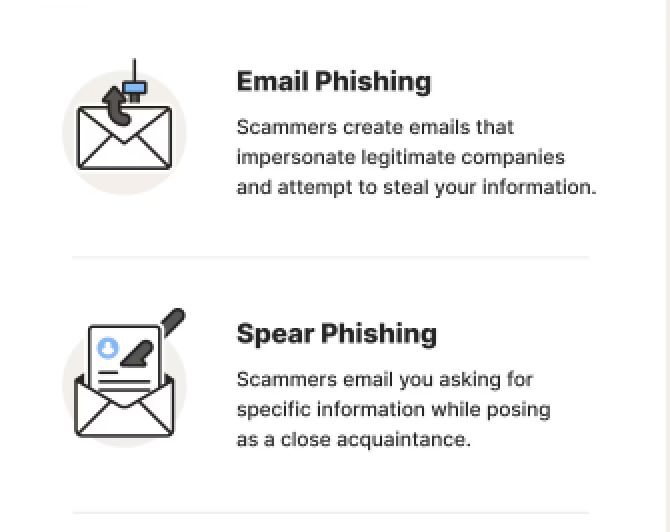 Email Phishing
Scammers create emails that
impersonate legitimate companies
and attempt to steal your information.
Spear Phishing
Scammers email you asking for
specific information while posing
as a close acquaintance.